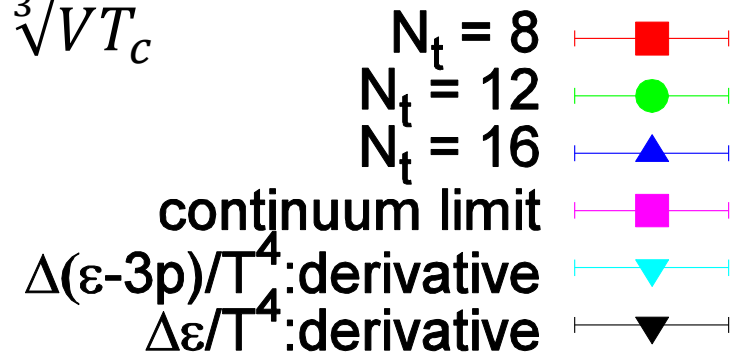 ∛VT_c
N_t = 8
N_t = 12
N_t = 16
continuum limit
Δ(ε-3p)/T^4:derivative
Δε/T^4:derivative